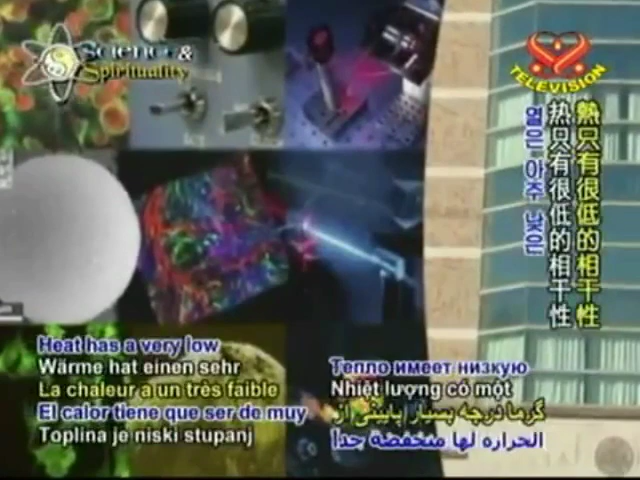 Science &
Spirituality
TELEVISION
熱只有很低的相干性
热只有很低的相干性
열은 아주 낮은
Heat has a very low
Wärme hat einen sehr
La chaleur a un très faible
El calor tiene que ser de muy
Toplina je niski stupanj
Тепло имеет низкую
Nhiệt lượng có một
گرما درجه بسیار پایینی از
الحراره لها منخفضة جدا